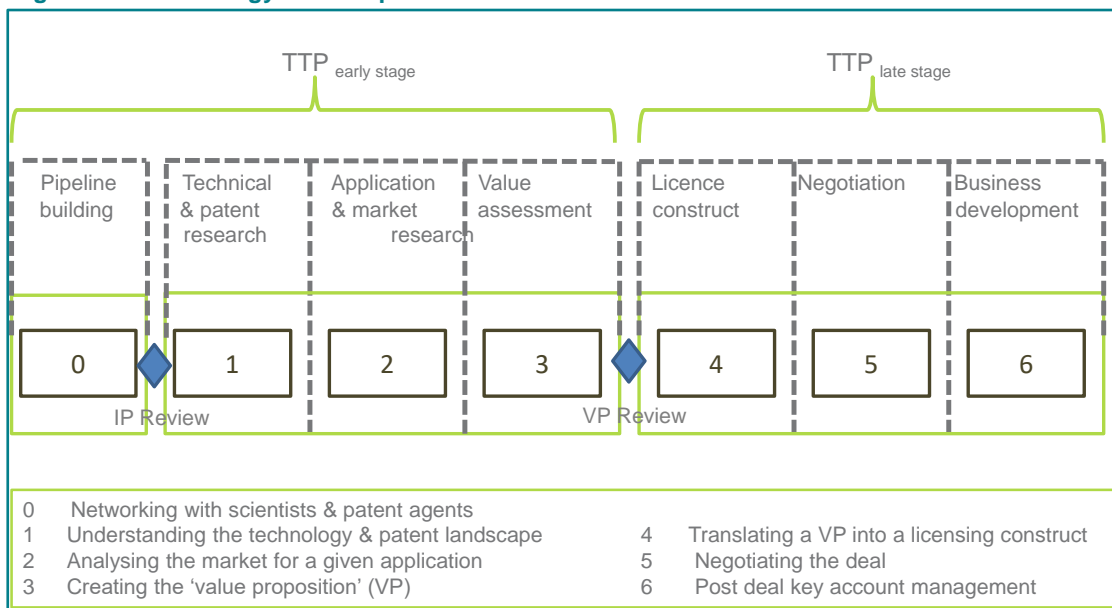 TTP early stage
TTP late stage
Pipeline
building
Technical
& patent
research
Application
& market
research
Value
assessment
Licence
construct
Negotiation
Business
development
0
1
2
3
4
5
6
IP Review
VP Review
0 Networking with scientists & patent agents
1 Understanding the technology & patent landscape
2 Analysing the market for a given application
3 Creating the ‘value proposition’ (VP)
4 Translating a VP into a licensing construct
5 Negotiating the deal
6 Post deal key account management